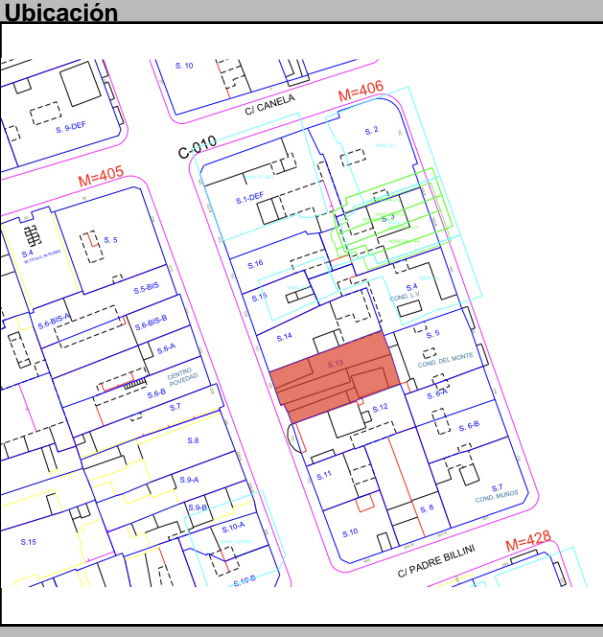 Ubicación
S. 10
C/ CANELA
M=406
C-010
S. 9-DEF
S. 2
M=405
S.1-DEF
S.4
S. 5
S.3
S.16
S.5-BIS
S.15
S.4
COND. L.V.
S.6-BIS-A
S.6-BIS-B
S.14
S. 5
COND. DEL MONTE
S.6-A
S.13
CENTRO
POVEDAD
S.6-B
S. 6-A
S.7
S.12
S.8
S. 6-B
S.11
S.9-A
S.7
COND. MUÑOS
S.9-B
S. 8
S.10-A
S.10
S.15
C/ PADRE BILLINI
M=428
S.10-B